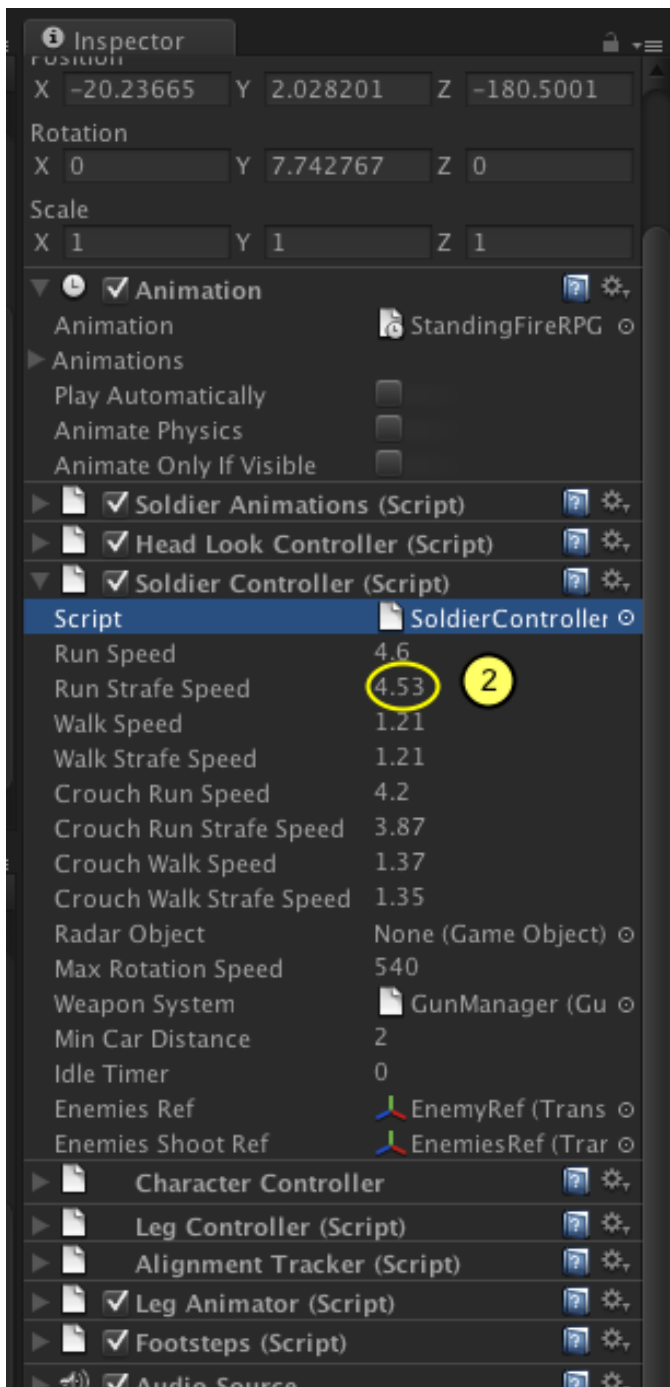 Inspector
Position
X -20.23665 Y 2.028201 Z -180.5001
Rotation
X 0 Y 7.742767 Z 0
Scale
X 1 Y 1 Z 1
Animation
Animation StandingFireRPG
Animations
Play Automatically
Animate Physics
Animate Only If Visible
Soldier Animations (Script)
Head Look Controller (Script)
Soldier Controller (Script)
Script SoldierController
Run Speed 4.6
Run Strafe Speed 4.53 2
Walk Speed 1.21
Walk Strafe Speed 1.21
Crouch Run Speed 4.2
Crouch Run Strafe Speed 3.87
Crouch Walk Speed 1.37
Crouch Walk Strafe Speed 1.35
Radar Object None (Game Object)
Max Rotation Speed 540
Weapon System GunManager (Gu
Min Car Distance 2
Idle Timer 0
Enemies Ref EnemyRef (Trans
Enemies Shoot Ref EnemiesRef (Trar
Character Controller
Leg Controller (Script)
Alignment Tracker (Script)
Leg Animator (Script)
Footsteps (Script)
Audio Source